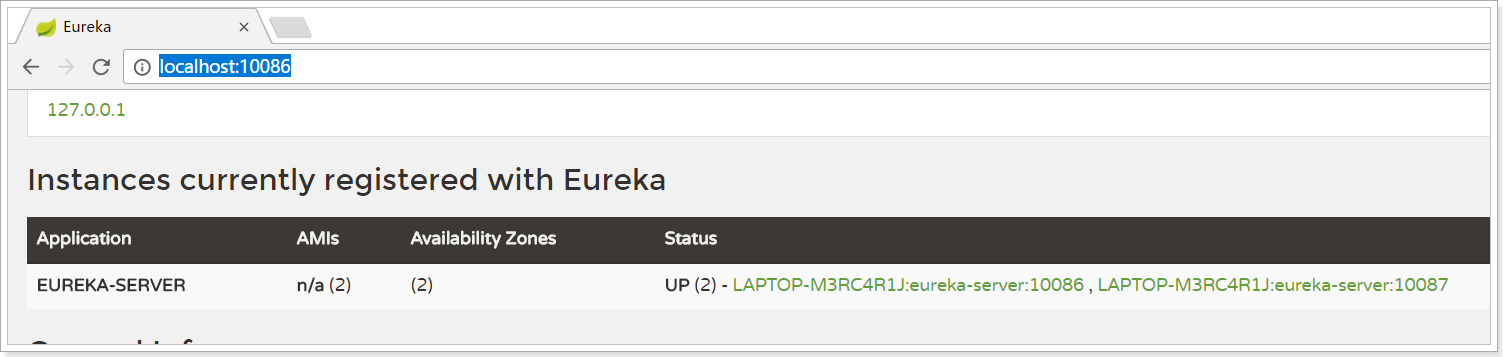 Eureka
localhost:10086
127.0.0.1
Instances currently registered with Eureka
Application AMIs Availability Zones Status
EUREKA-SERVER n/a (2) (2) UP (2) - LAPTOP-M3RC4R1J:eureka-server:10086 , LAPTOP-M3RC4R1J:eureka-server:10087